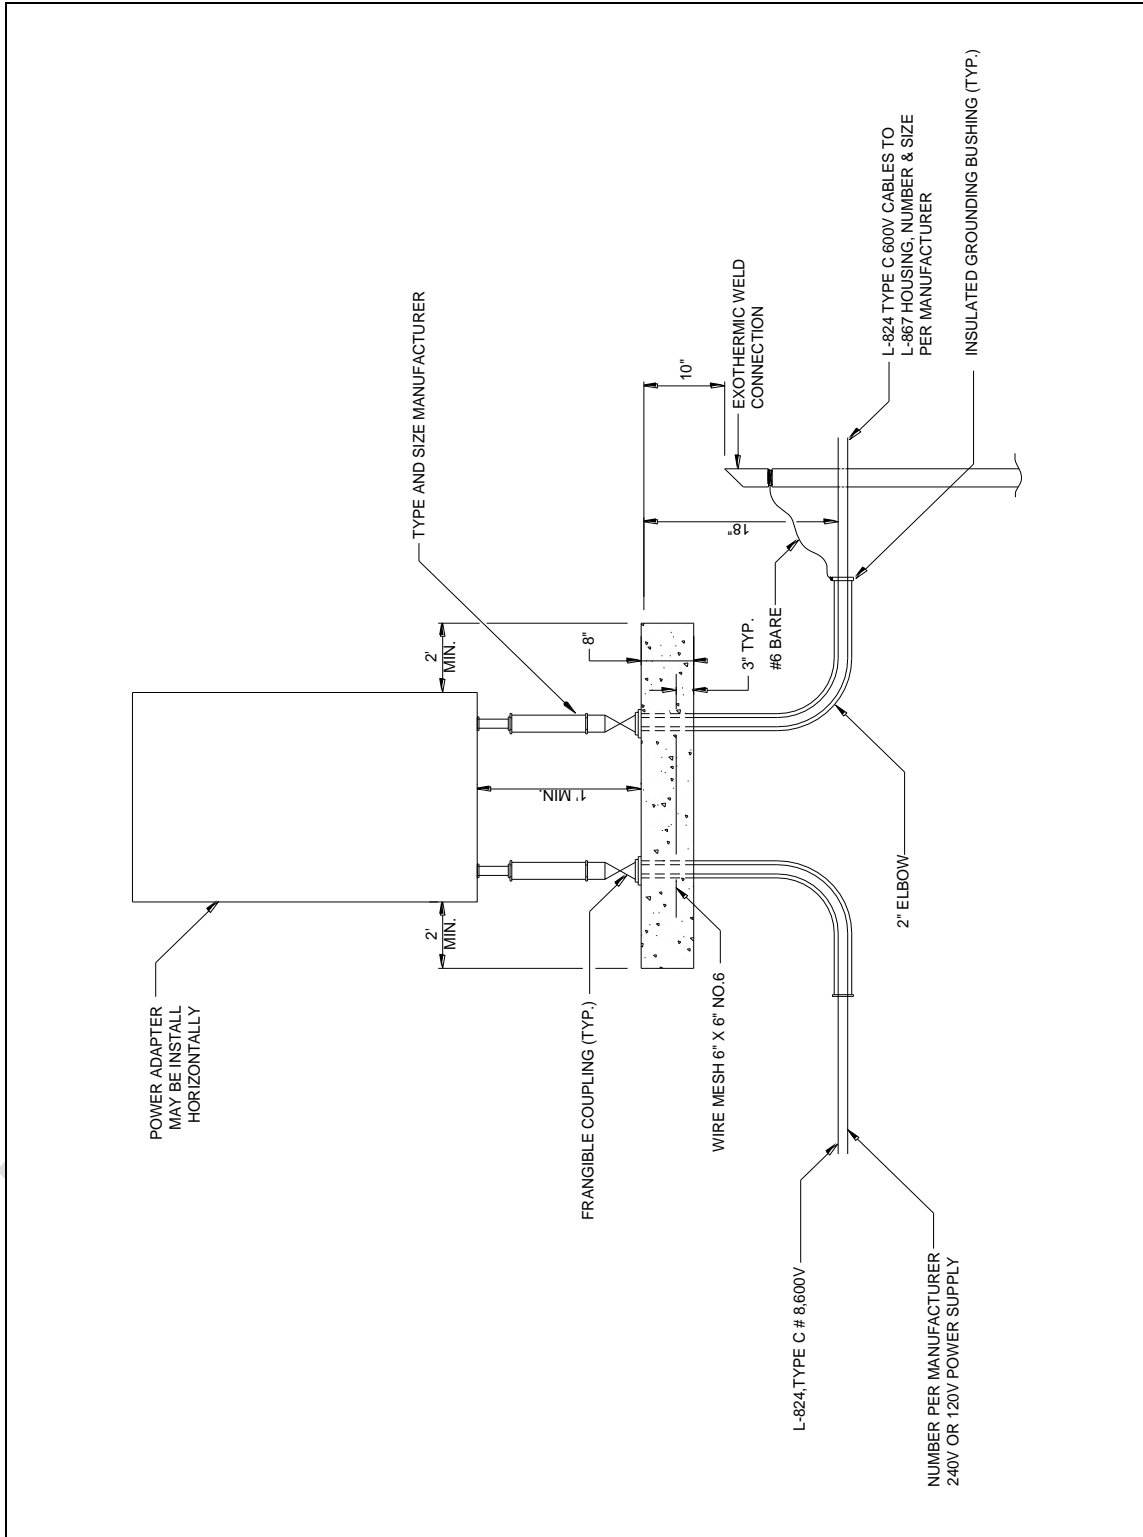 POWER ADAPTER
MAY BE INSTALL
HORIZONTALLY
2'
MIN.
2'
MIN.
TYPE AND SIZE MANUFACTURER
1' MIN.
FRANGIBLE COUPLING (TYP.)
8"
10"
EXOTHERMIC WELD
CONNECTION
18"
3" TYP.
#6 BARE
WIRE MESH 6" X 6" NO.6
L-824 TYPE C 600V CABLES TO
L-867 HOUSING, NUMBER & SIZE
PER MANUFACTURER
INSULATED GROUNDING BUSHING (TYP.)
2" ELBOW
L-824,TYPE C # 8,600V
NUMBER PER MANUFACTURER
240V OR 120V POWER SUPPLY